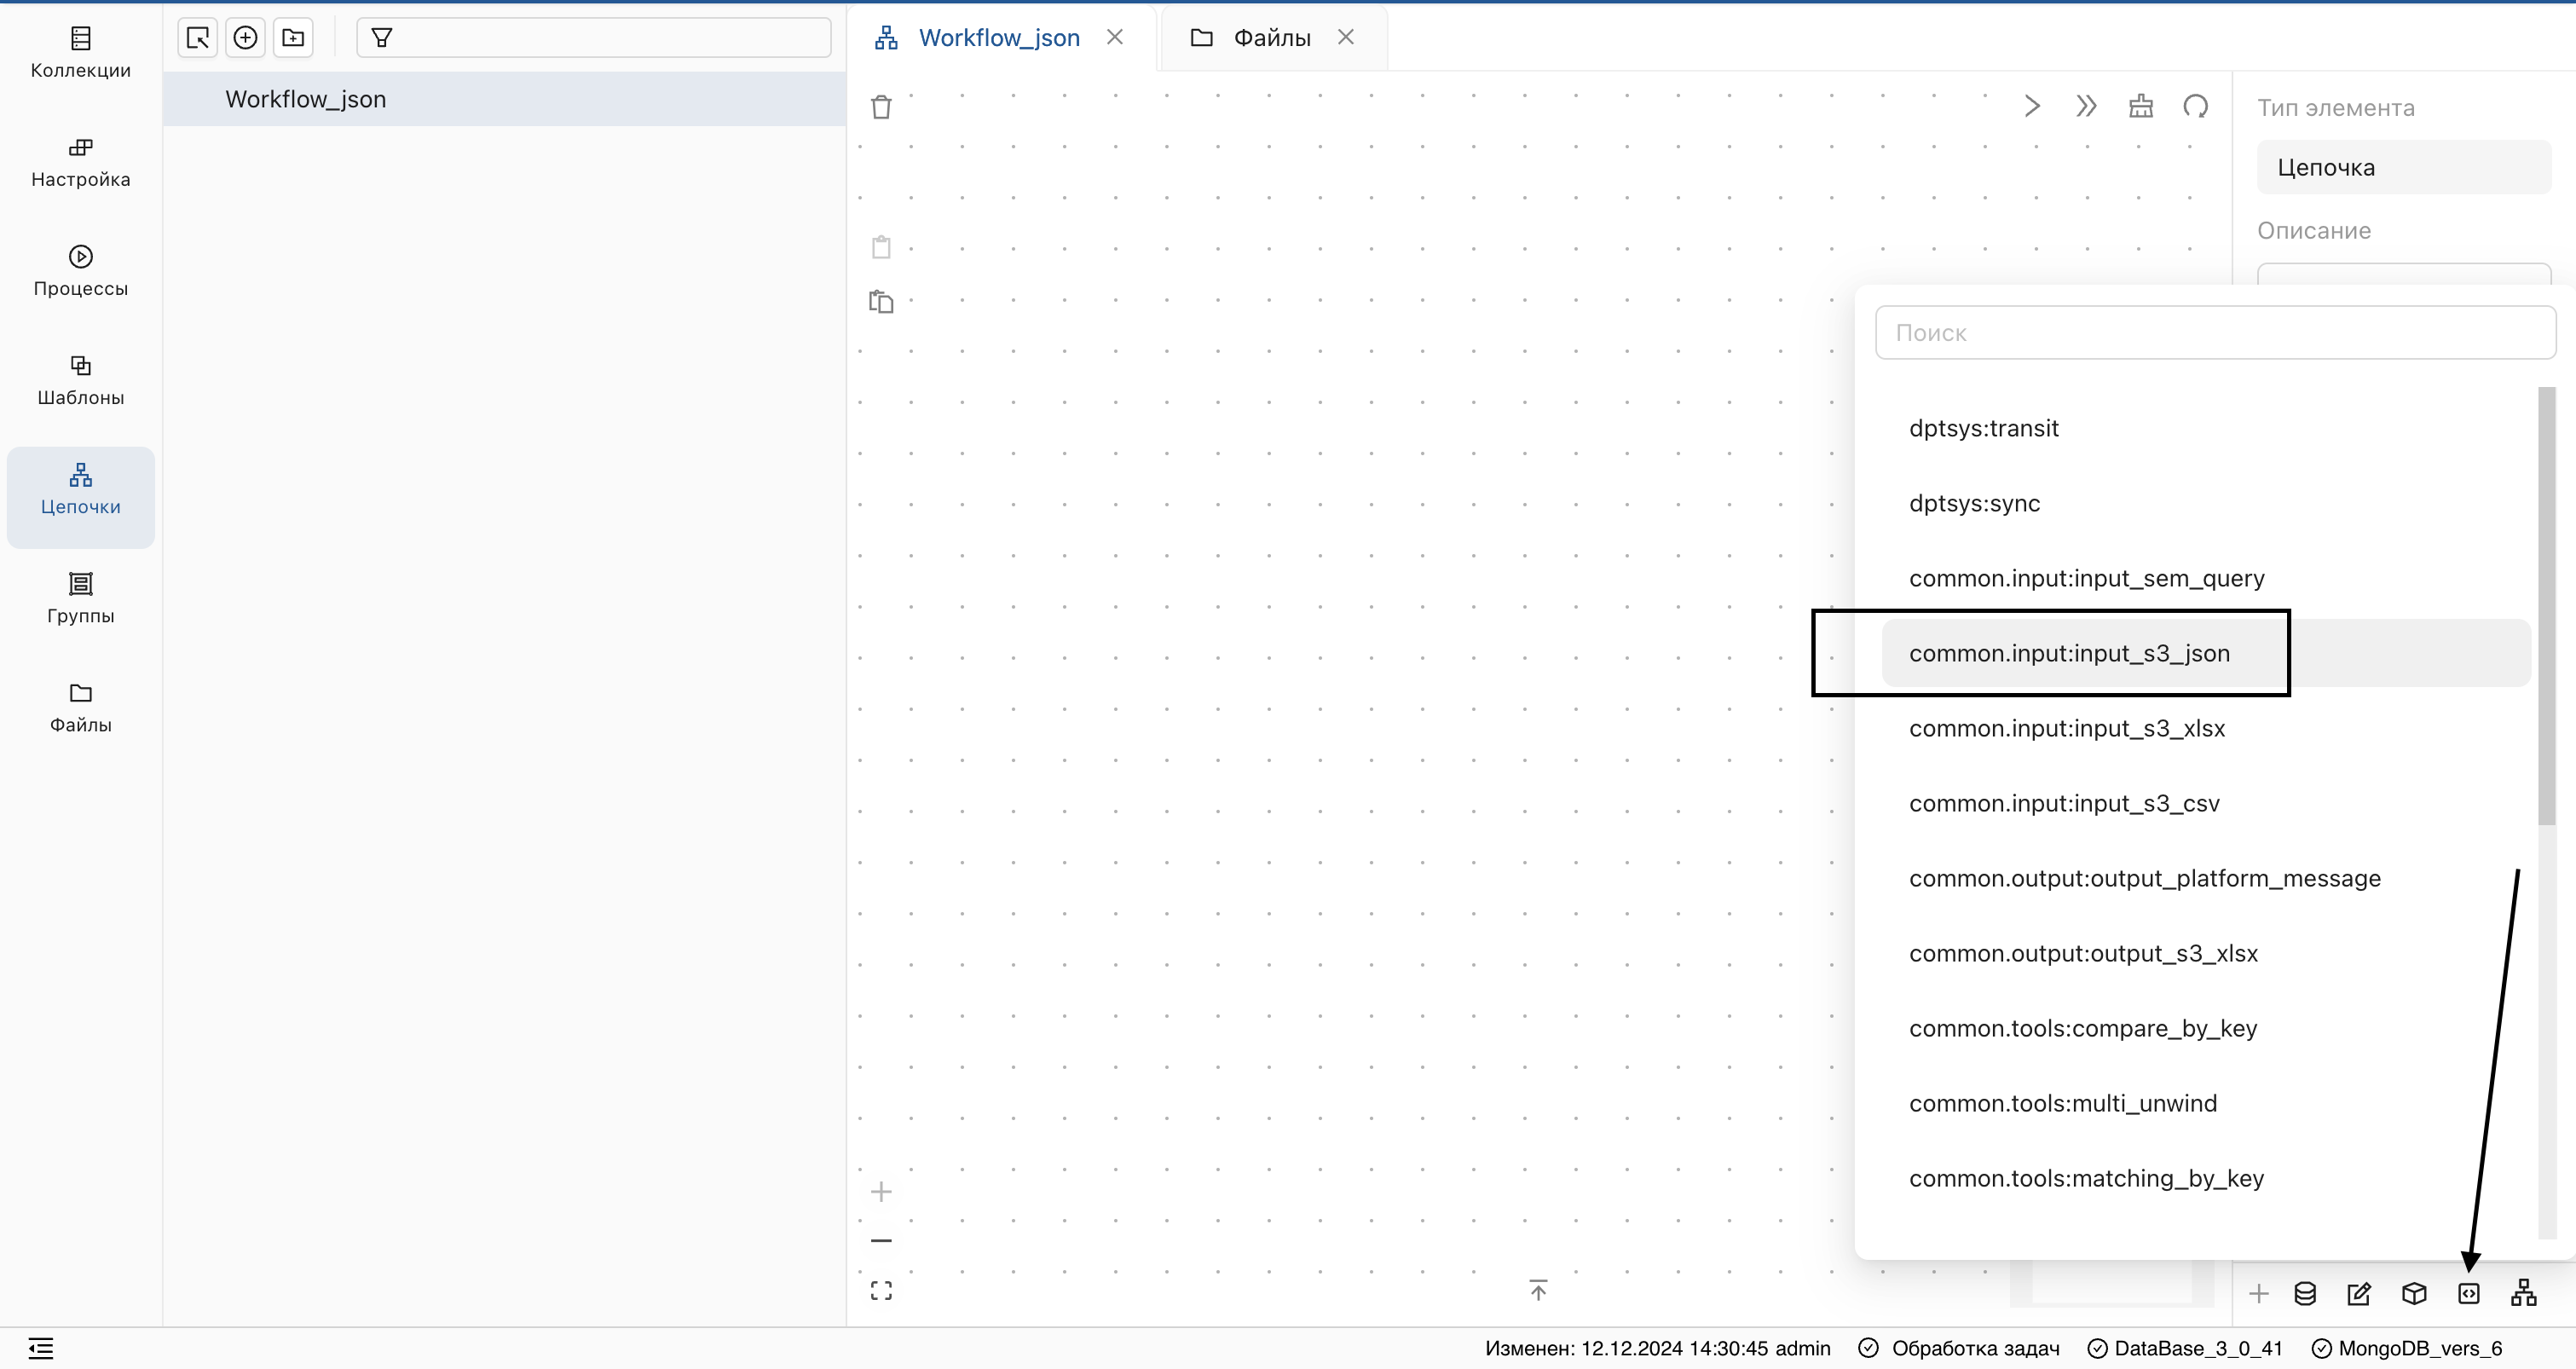 Коллекции
Настройка
Процессы
Шаблоны
Цепочки
Группы
Файлы
Workflow_json
Workflow_json
Файлы
Тип элемента
Цепочка
Описание
Поиск
dptsys:transit
dptsys:sync
common.input:input_sem_query
common.input:input_s3_json
common.input:input_s3_xlsx
common.input:input_s3_csv
common.output:output_platform_message
common.output:output_s3_xlsx
common.tools:compare_by_key
common.tools:multi_unwind
common.tools:matching_by_key
Изменен: 12.12.2024 14:30:45 admin
Обработка задач
DataBase_3_0_41
MongoDB_vers_6